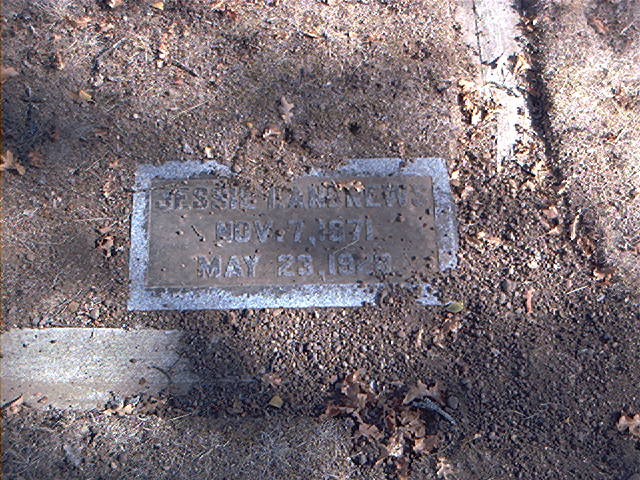 JESSIE I. ANDREWS
NOV. 7, 1871
MAY 23,